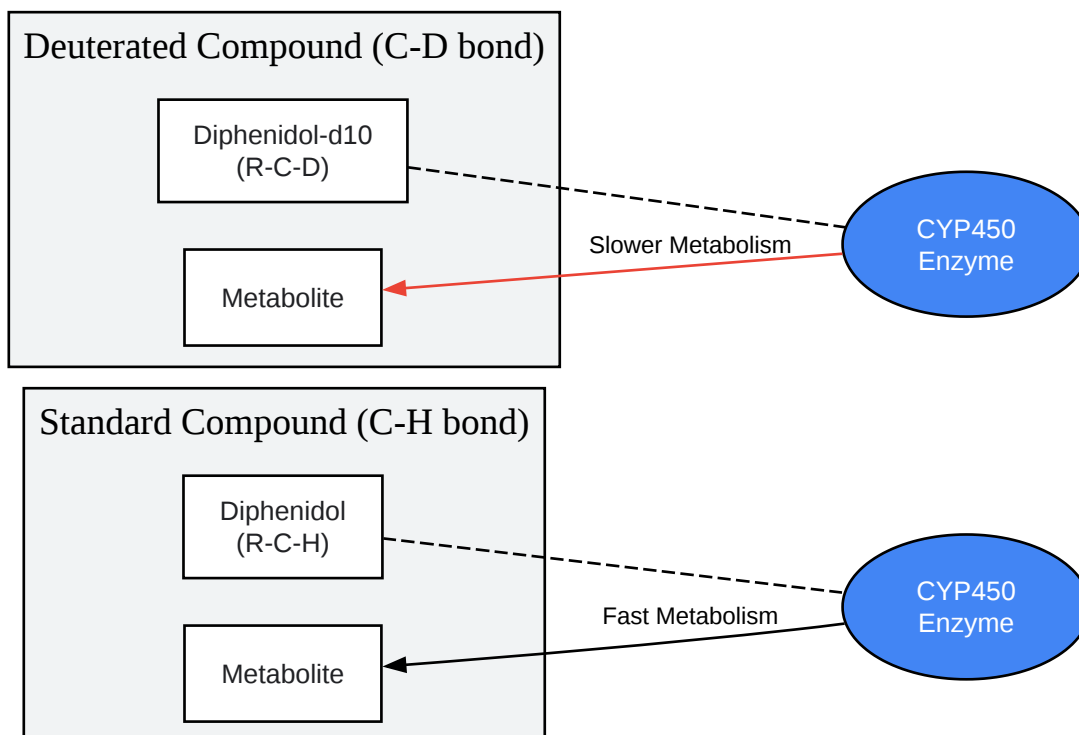 Deuterated Compound (C-D bond)
Diphenidol-d10
(R-C-D)
CYP450
Enzyme
Slower Metabolism
Metabolite
Standard Compound (C-H bond)
Diphenidol
(R-C-H)
CYP450
Enzyme
Fast Metabolism
Metabolite